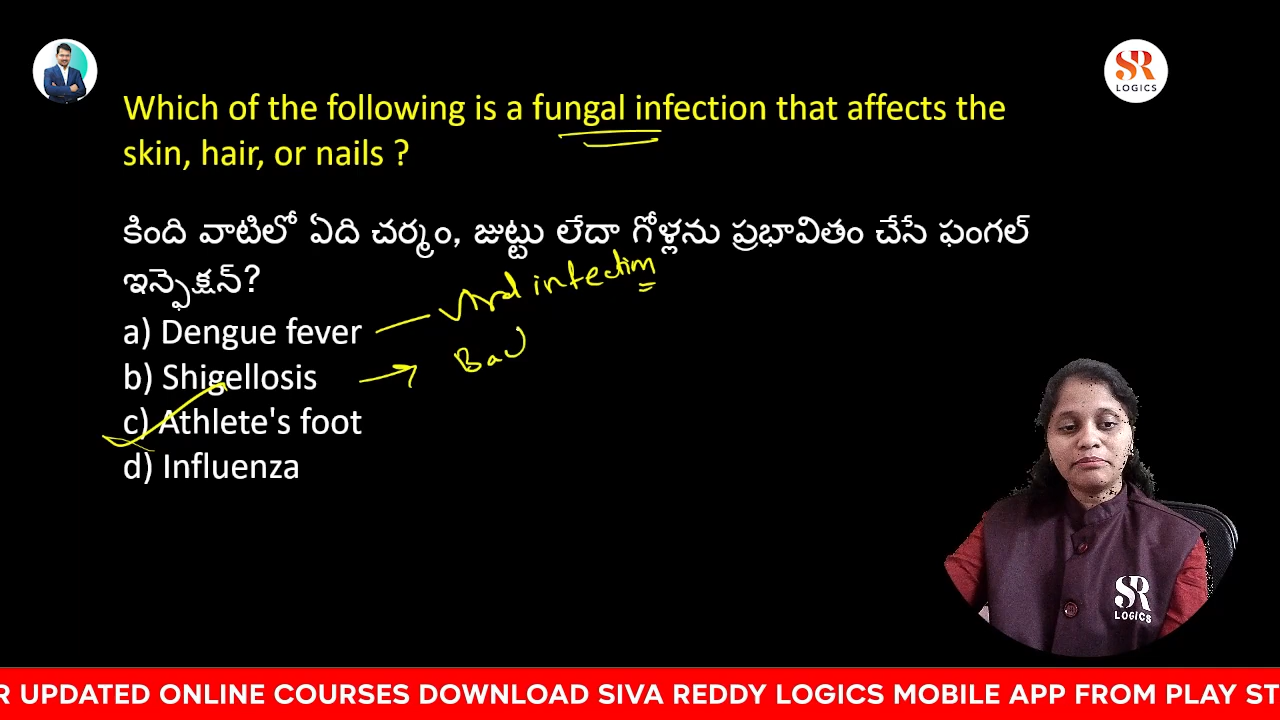 SR
LOGICS
Which of the following is a fungal infection that affects the
skin, hair, or nails ?
కింది వాటిలో ఏది చర్మం, జుట్టు లేదా గోళ్లను ప్రభావితం చేసే ఫంగల్
ఇన్ఫెక్షన్?
infection
a) Dengue fever
Bac
b) Shigellosis
c) Athlete's foot
d) Influenza
SR
LOGICS
R UPDATED ONLINE COURSES DOWNLOAD SIVA REDDY LOGICS MOBILE APP FROM PLAY ST